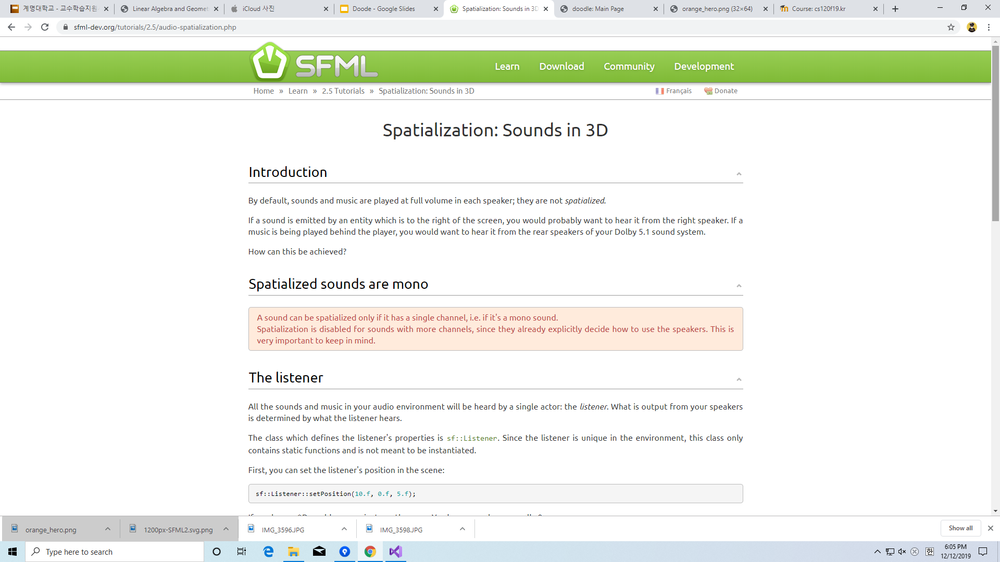 계명대학교 - 교수학습지원
Linear Algebra and Geomet
iCloud 사진
Doode - Google Slides
Spatialization: Sounds in 3D
doodle: Main Page
orange_hero.png (32×64)
Course: cs120f19.kr
sfml-dev.org/tutorials/2.5/audio-spatialization.php
SFML
Learn
Download
Community
Development
Home » Learn » 2.5 Tutorials » Spatialization: Sounds in 3D
Français
Donate
Spatialization: Sounds in 3D
Introduction
By default, sounds and music are played at full volume in each speaker; they are not spatialized.
If a sound is emitted by an entity which is to the right of the screen, you would probably want to hear it from the right speaker. If a
music is being played behind the player, you would want to hear it from the rear speakers of your Dolby 5.1 sound system.
How can this be achieved?
Spatialized sounds are mono
A sound can be spatialized only if it has a single channel, i.e. if it's a mono sound.
Spatialization is disabled for sounds with more channels, since they already explicitly decide how to use the speakers. This is
very important to keep in mind.
The listener
All the sounds and music in your audio environment will be heard by a single actor: the listener. What is output from your speakers
is determined by what the listener hears.
The class which defines the listener's properties is sf::Listener. Since the listener is unique in the environment, this class only
contains static functions and is not meant to be instantiated.
First, you can set the listener's position in the scene:
sf::Listener::setPosition(10.f, 0.f, 5.f);
orange_hero.png
1200px-SFML2.svg.png
IMG_3596.JPG
IMG_3598.JPG
Show all
Type here to search
한
6:05 PM
12/12/2019